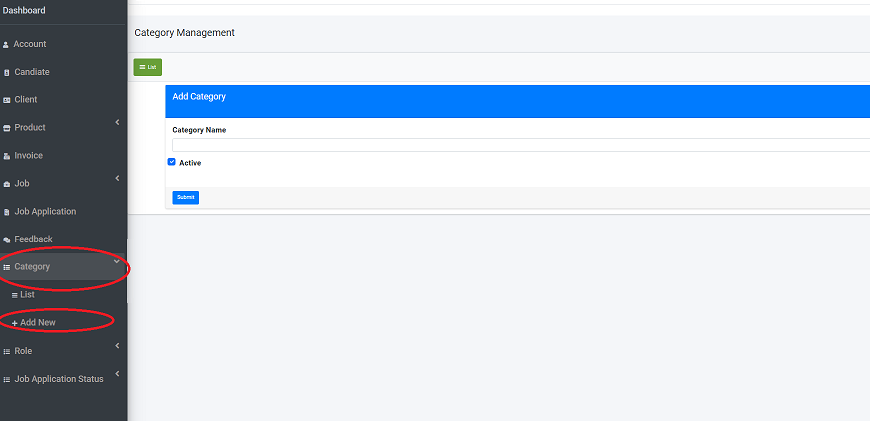 Dashboard
Account
Candiate
Client
Product
Invoice
Job
Job Application
Feedback
Category
List
Add New
Role
Job Application Status
Category Management
List
Add Category
Category Name
Active
Submit